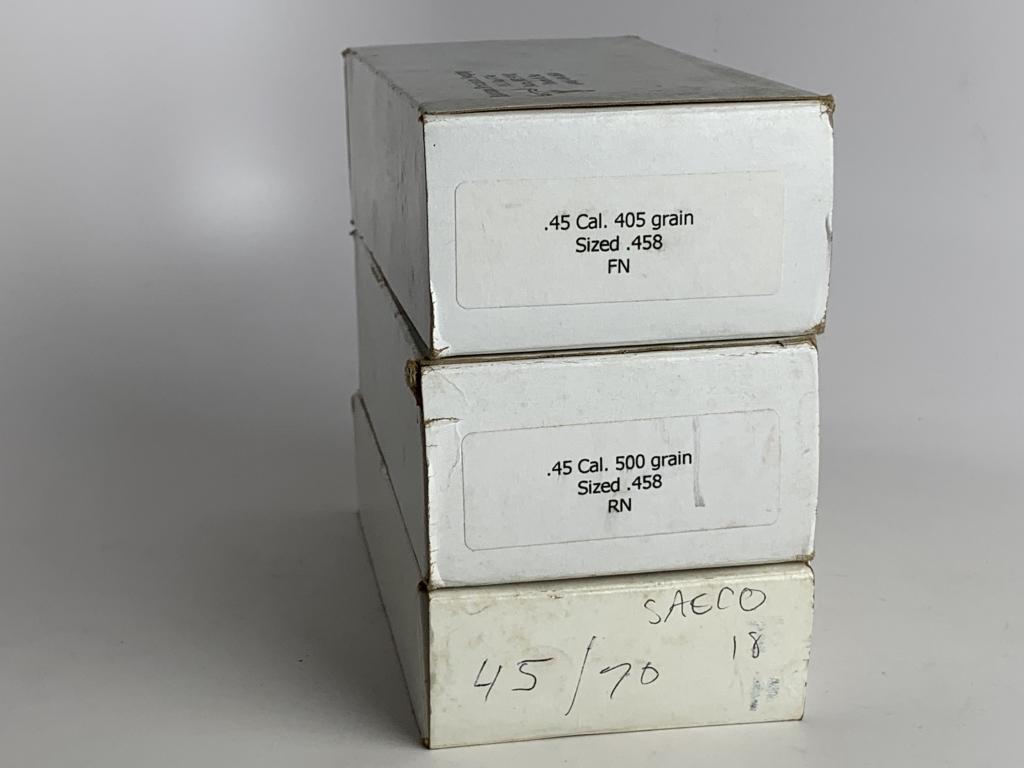 .45 Cal. 405 grain
Sized .458
FN
.45 Cal. 500 grain
Sized .458
RN
SAECO
18
45/70